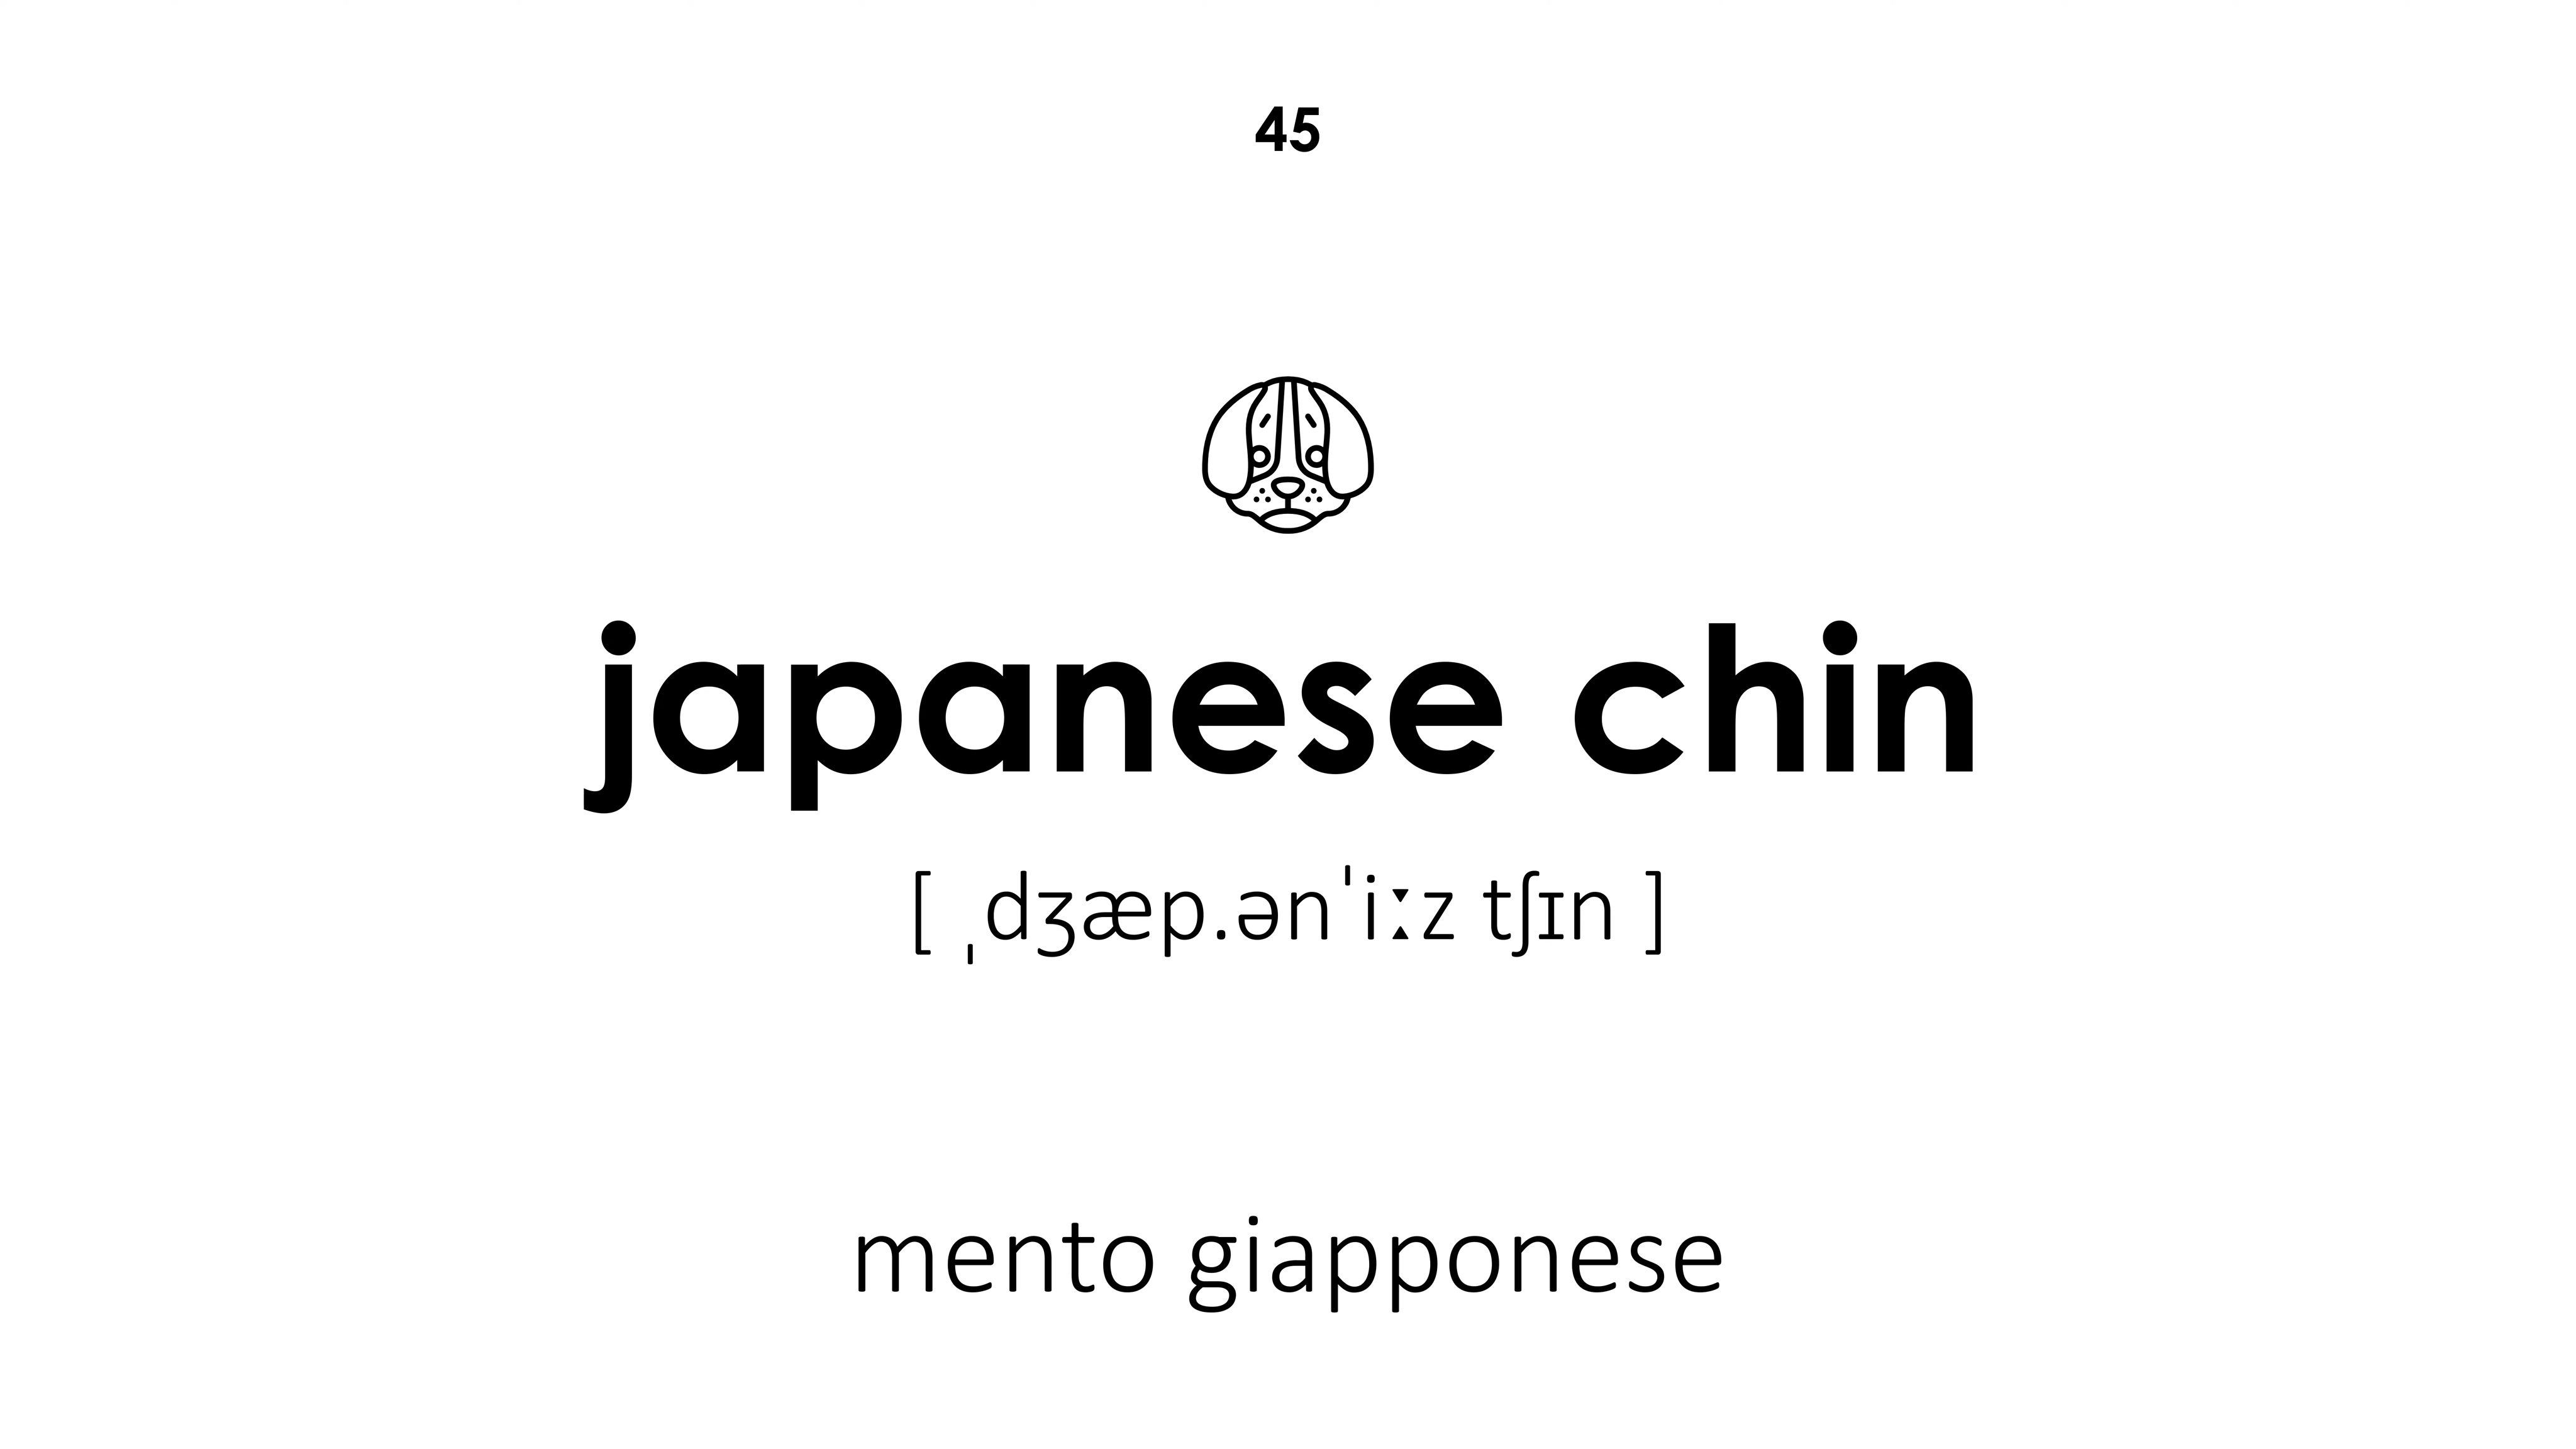 45
japanese chin
[ ˌdʒæp.ənˈiːz tʃɪn ]
mento giapponese